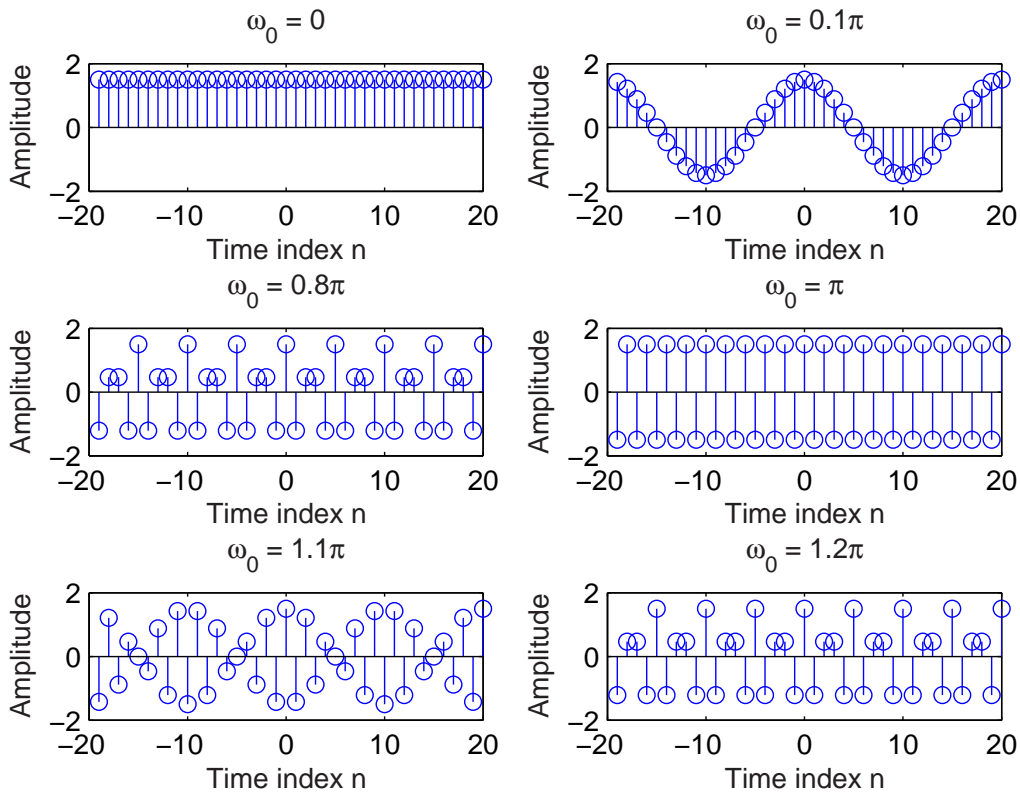 ω0 = 0
2
0
−2
Amplitude
−20 −10 0 10 20
Time index n
ω0 = 0.1π
2
0
−2
Amplitude
−20 −10 0 10 20
Time index n
ω0 = 0.8π
2
0
−2
Amplitude
−20 −10 0 10 20
Time index n
ω0 = π
2
0
−2
Amplitude
−20 −10 0 10 20
Time index n
ω0 = 1.1π
2
0
−2
Amplitude
−20 −10 0 10 20
Time index n
ω0 = 1.2π
2
0
−2
Amplitude
−20 −10 0 10 20
Time index n